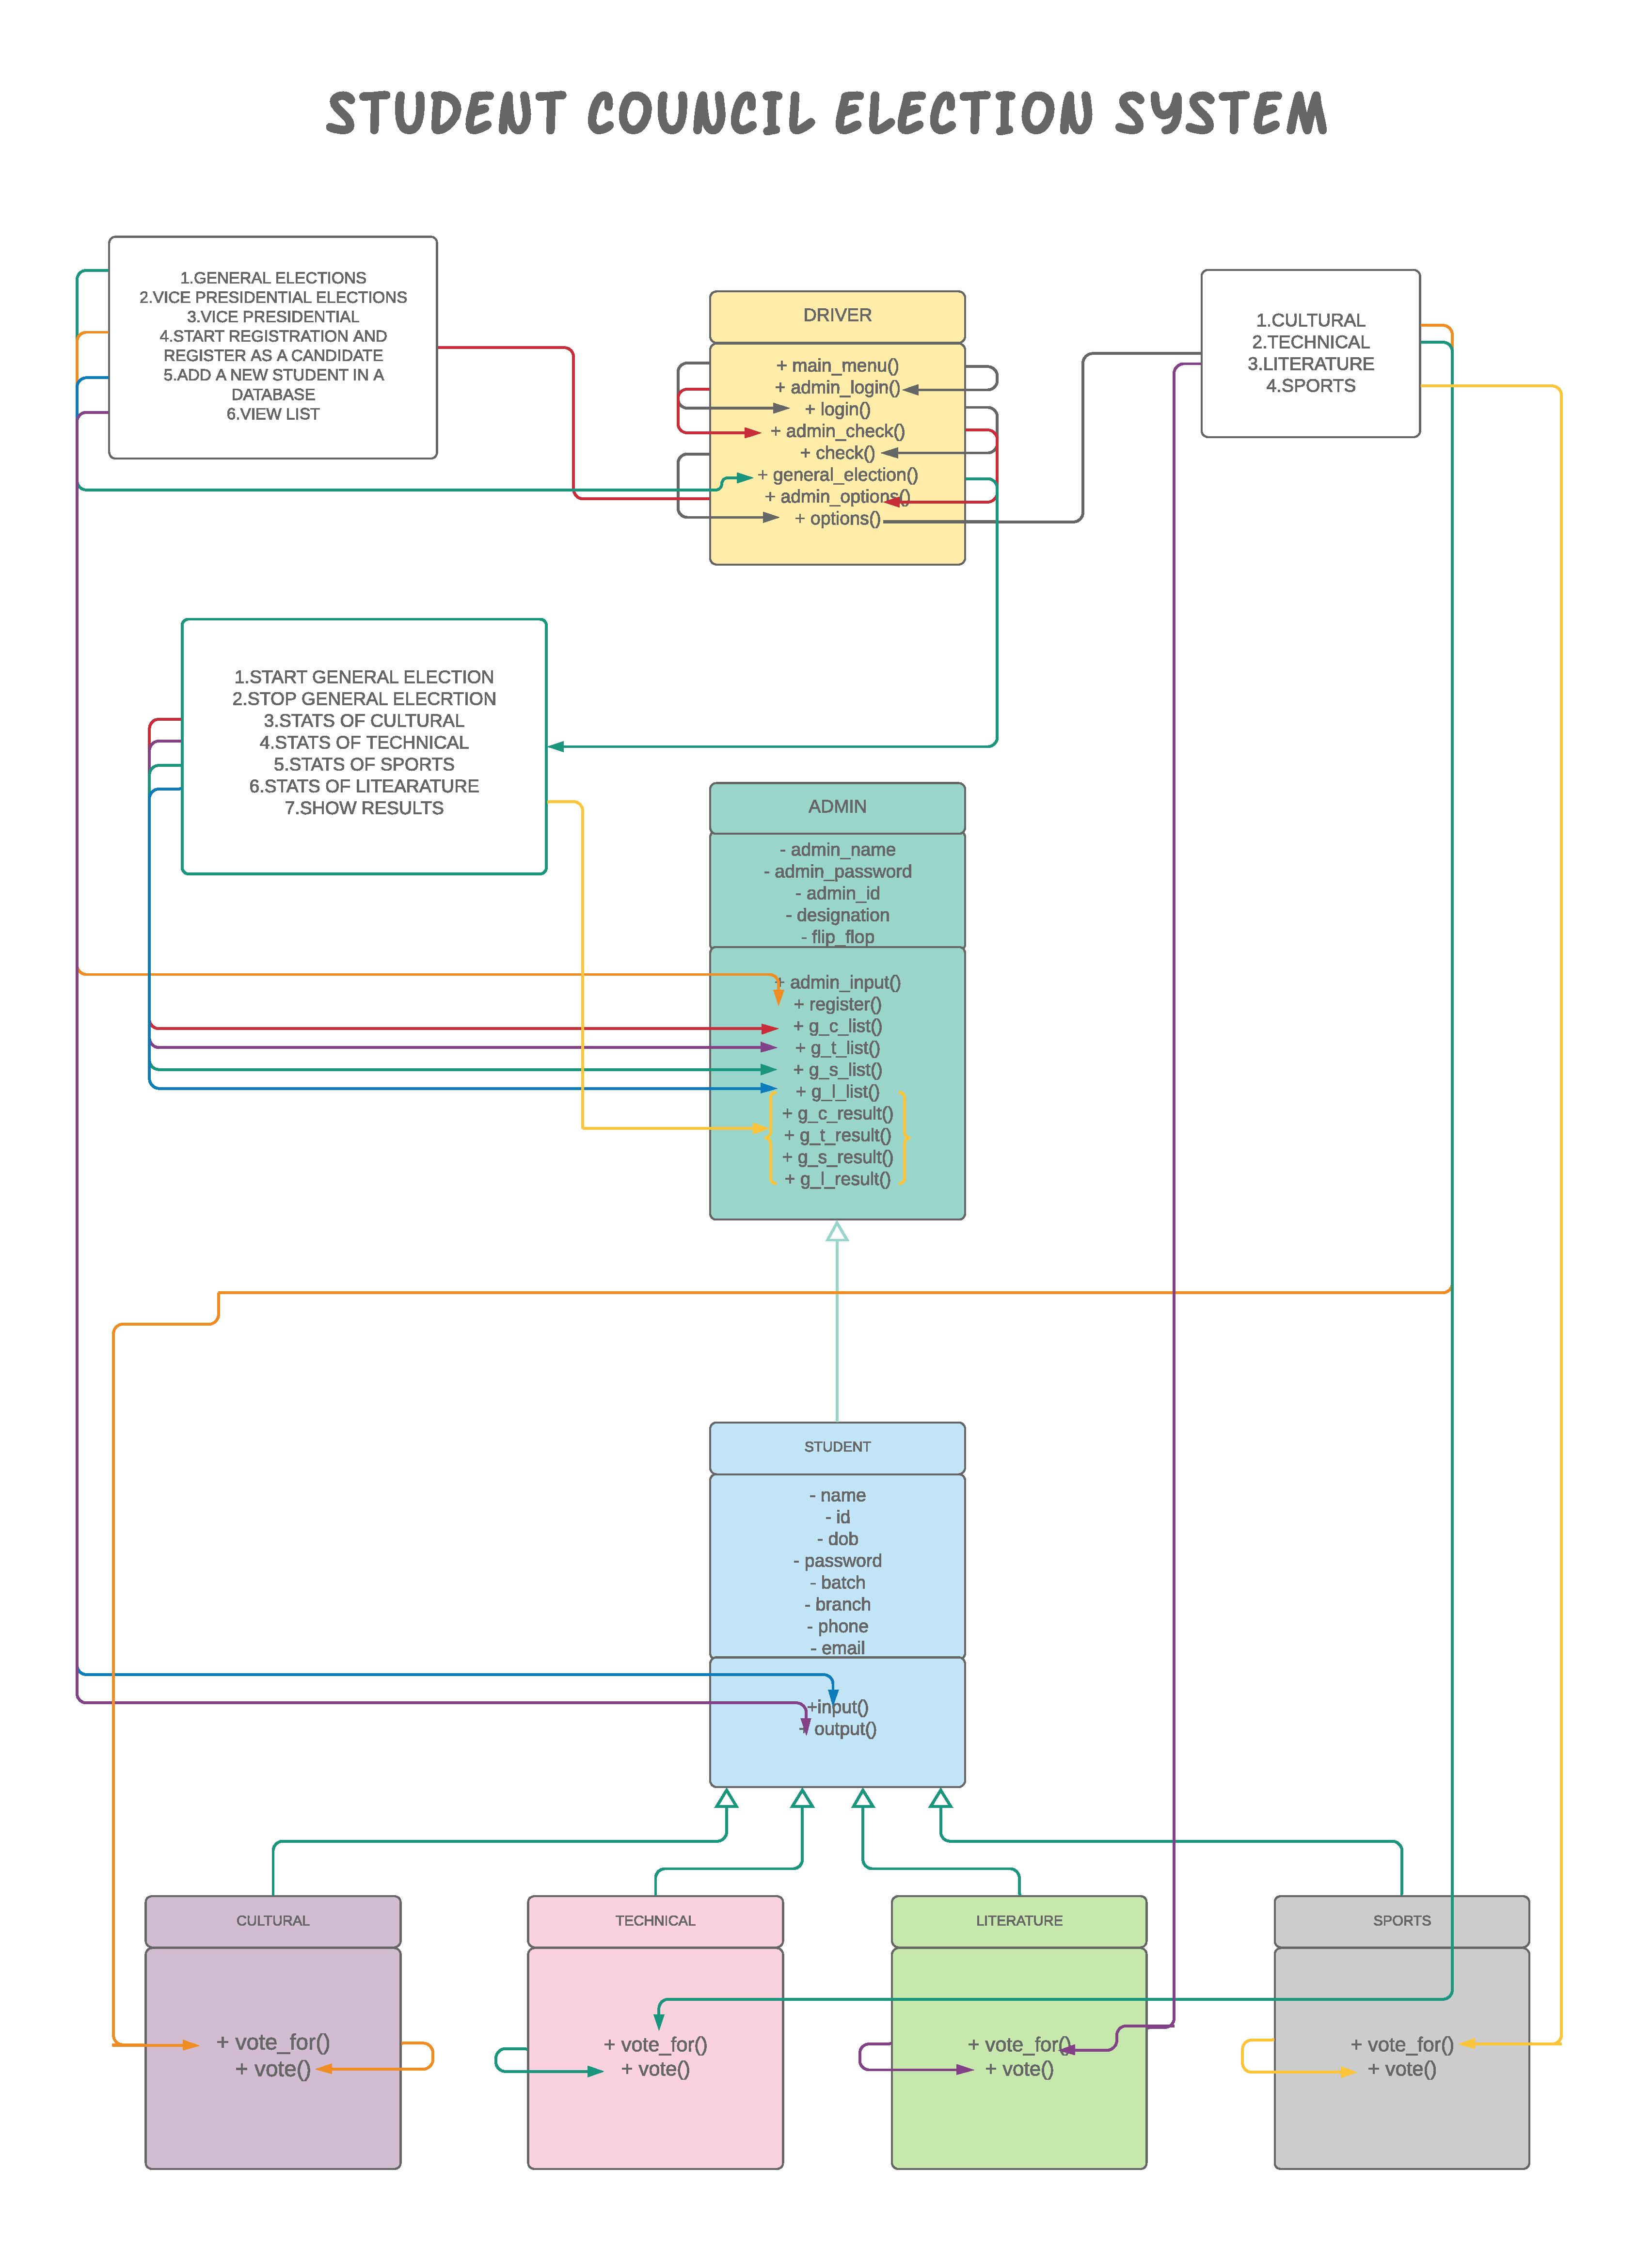 STUDENT COUNCIL ELECTION SYSTEM
1.GENERAL ELECTIONS
2.VICE PRESIDENTIAL ELECTIONS
3.VICE PRESIDENTIAL
4.START REGISTRATION AND
REGISTER AS A CANDIDATE
5.ADD A NEW STUDENT IN A
DATABASE
6.VIEW LIST
DRIVER
+ main_menu()
+ admin_login()
+ login()
+ admin_check()
+ check()
+ general_election()
+ admin_options()
+ options()
1.CULTURAL
2.TECHNICAL
3.LITERATURE
4.SPORTS
1.START GENERAL ELECTION
2.STOP GENERAL ELECRTION
3.STATS OF CULTURAL
4.STATS OF TECHNICAL
5.STATS OF SPORTS
6.STATS OF LITEARATURE
7.SHOW RESULTS
ADMIN
- admin_name
- admin_password
- admin_id
- designation
- flip_flop
+ admin_input()
+ register()
+ g_c_list()
+ g_t_list()
+ g_s_list()
+ g_l_list()
+ g_c_result()
+ g_t_result()
+ g_s_result()
+ g_l_result()
STUDENT
- name
- id
- dob
- password
- batch
- branch
- phone
- email
+input()
+ output()
CULTURAL
+ vote_for()
+ vote()
TECHNICAL
+ vote_for()
+ vote()
LITERATURE
+ vote_for()
+ vote()
SPORTS
+ vote_for()
+ vote()